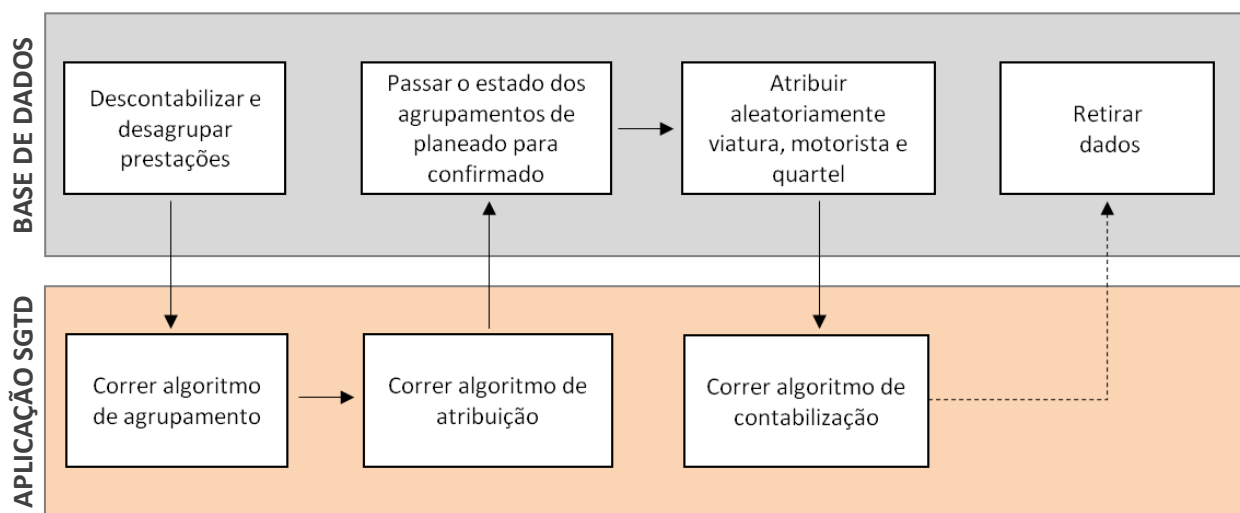 BASE DE DADOS
Descontabilizar e
desagrupar
prestações
Passar o estado dos
agrupamentos de
planeado para
confirmado
Atribuir
aleatoriamente
viatura, motorista e
quartel
Retirar
dados
APLICAÇÃO SGTD
Correr algoritmo
de agrupamento
Correr algoritmo de
atribuição
Correr algoritmo de
contabilização